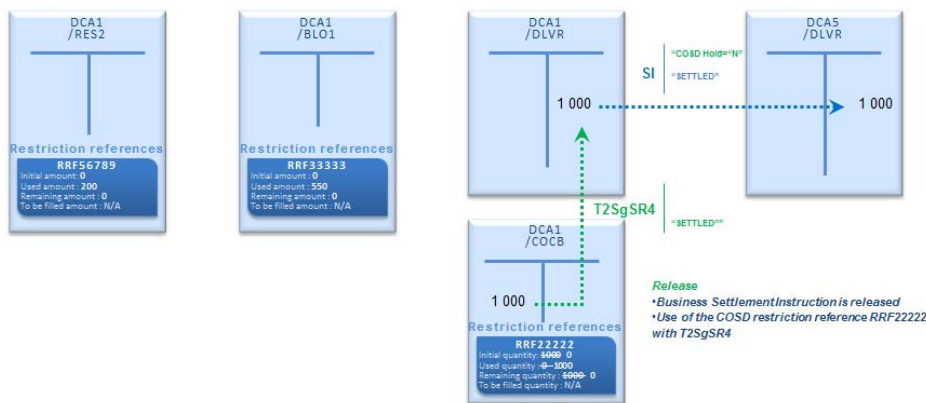 DCA1
/RES2
Restriction references
RRF56789
Initial amount: 0
Used amount : 200
Remaining amount : 0
To be filled amount : N/A
DCA1
/BLO1
Restriction references
RRF33333
Initial amount: 0
Used amount : 550
Remaining amount : 0
To be filled amount : N/A
DCA1
/DLVR
1 000
SI
"COSD Hold="N"
"SETTLED"
DCA5
/DLVR
1 000
T2SgSR4
"SETTLED""
DCA1
/COCB
1 000
Restriction references
RRF22222
Initial quantity: 1000 0
Used quantity : 0 1000
Remaining quantity : 1000 0
To be filled quantity : N/A
Release
•Business SettlementInstruction is released
•Use of the COSD restriction reference RRF22222
with T2SgSR4